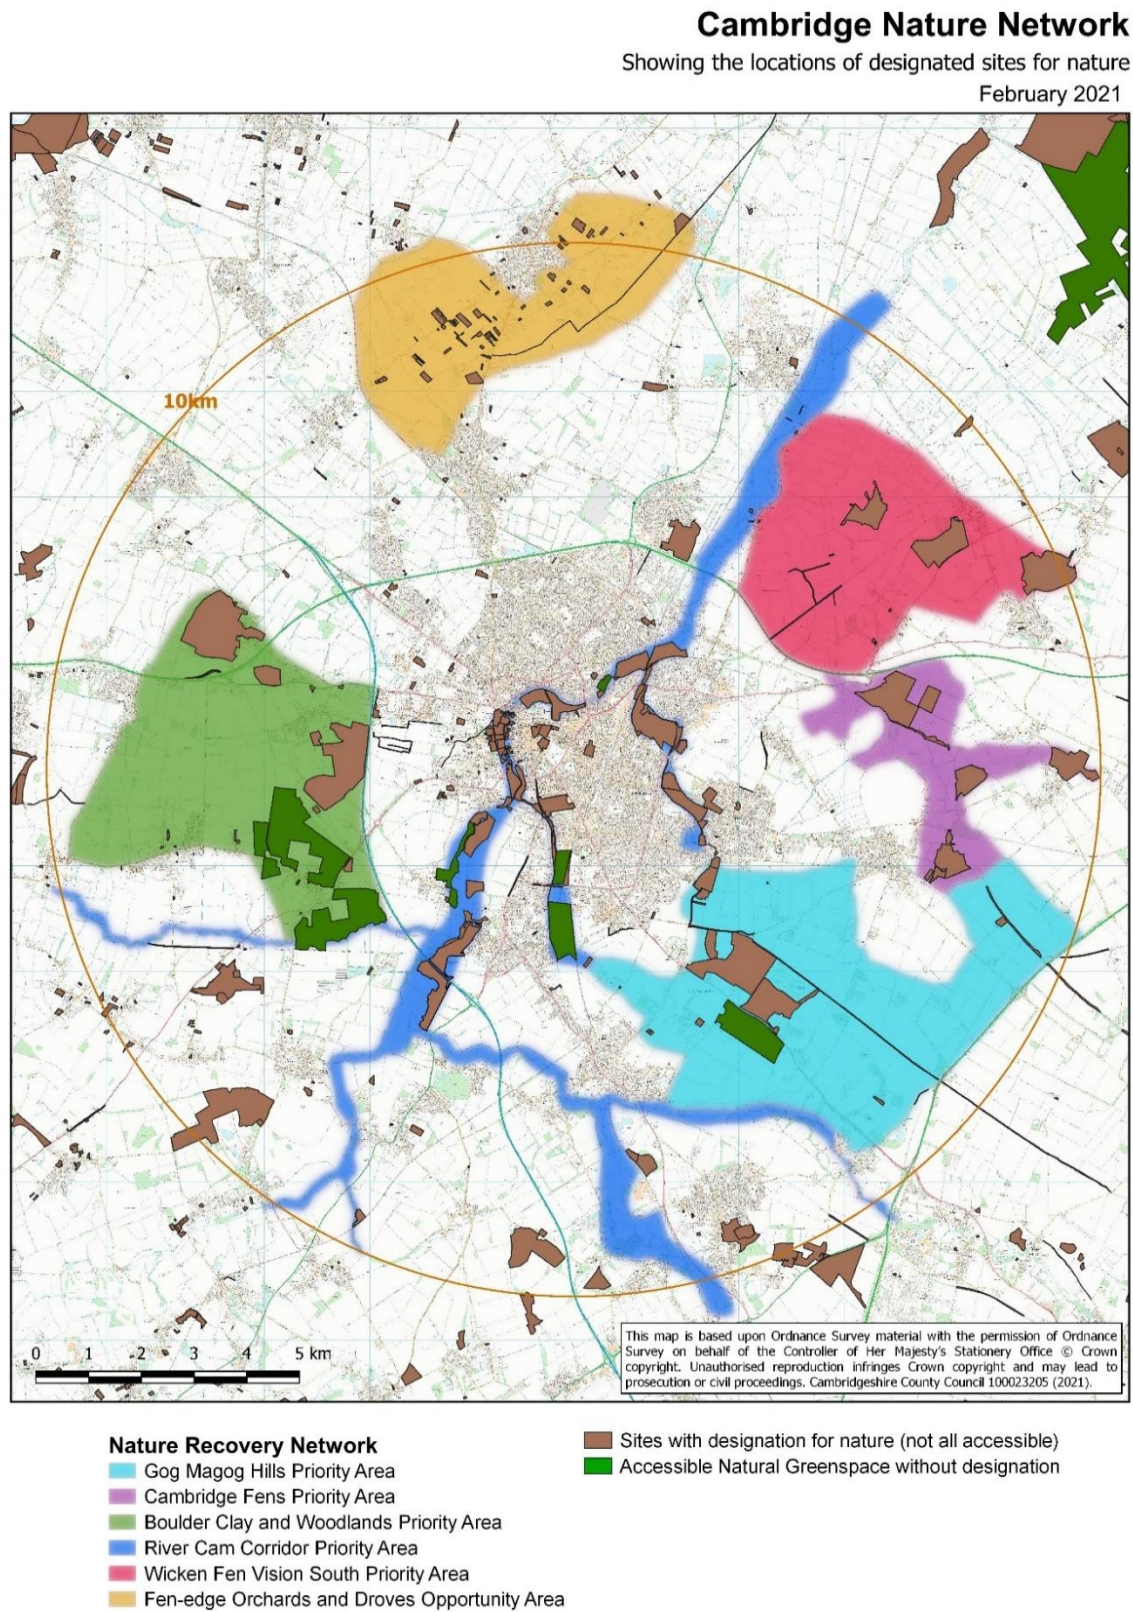 Cambridge Nature Network
Showing the locations of designated sites for nature
February 2021
10km
0 1 2 3 4 5 km
This map is based upon Ordnance Survey material with the permission of Ordnance
Survey on behalf of the Controller of Her Majesty's Stationery Office © Crown
copyright. Unauthorised reproduction infringes Crown copyright and may lead to
prosecution or civil proceedings. Cambridgeshire County Council 100023205 (2021).
Nature Recovery Network
Gog Magog Hills Priority Area
Cambridge Fens Priority Area
Boulder Clay and Woodlands Priority Area
River Cam Corridor Priority Area
Wicken Fen Vision South Priority Area
Fen-edge Orchards and Droves Opportunity Area
Sites with designation for nature (not all accessible)
Accessible Natural Greenspace without designation